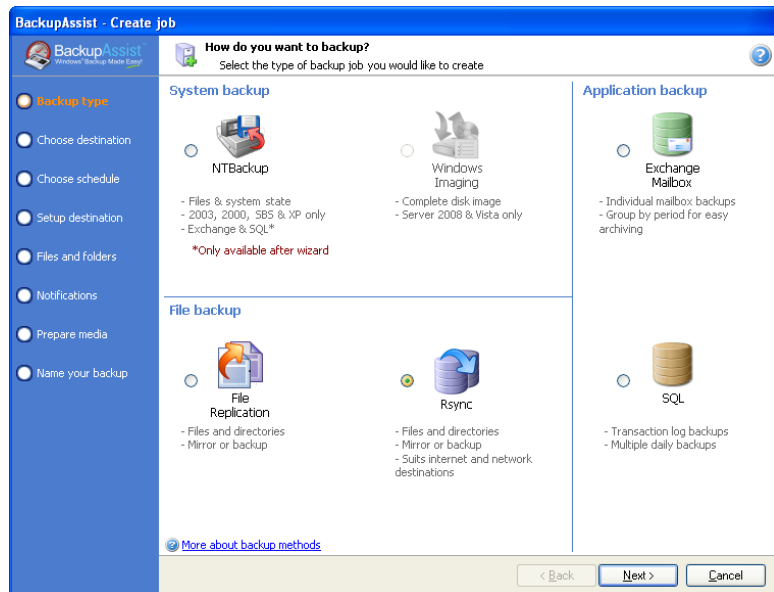 BackupAssist - Create job
BackupAssist™
Windows® Backup Made Easy!
How do you want to backup?
Select the type of backup job you would like to create
Backup type
Choose destination
Choose schedule
Setup destination
Files and folders
Notifications
Prepare media
Name your backup
System backup
NTBackup
- Files & system state
- 2003, 2000, SBS & XP only
- Exchange & SQL*
*Only available after wizard
Windows
Imaging
- Complete disk image
- Server 2008 & Vista only
Application backup
Exchange
Mailbox
- Individual mailbox backups
- Group by period for easy
archiving
File backup
File
Replication
- Files and directories
- Mirror or backup
Rsync
- Files and directories
- Mirror or backup
- Suits internet and network
destinations
SQL
- Transaction log backups
- Multiple daily backups
More about backup methods
< Back
Next >
Cancel